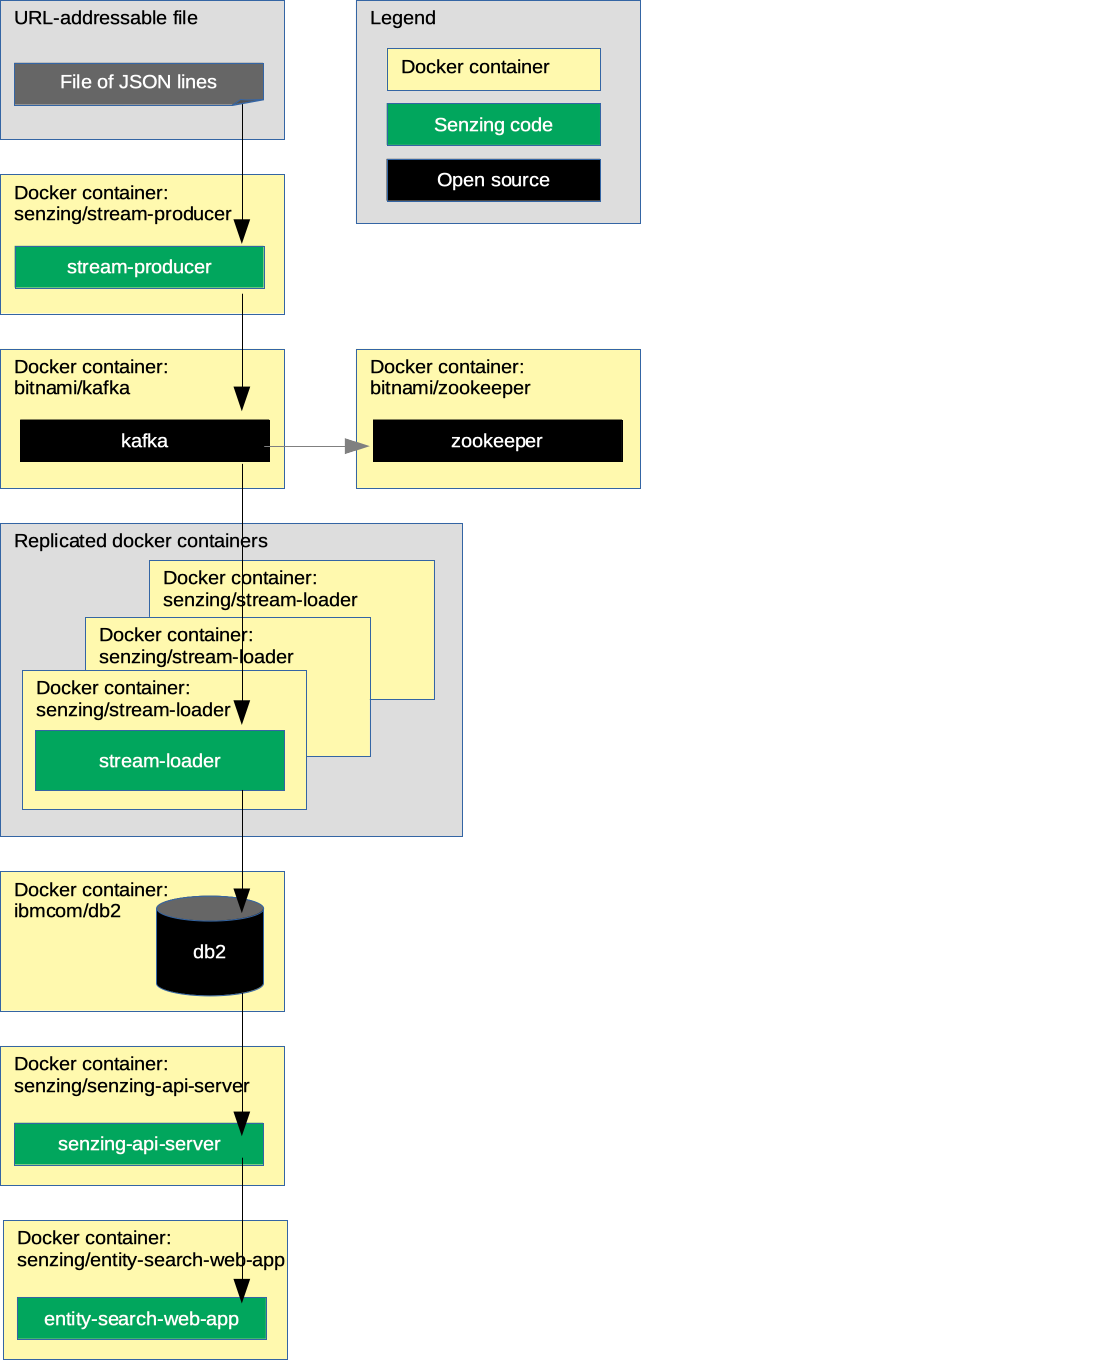 URL-addressable file
File of JSON lines
Legend
Docker container
Senzing code
Open source
Docker container:
senzing/stream-producer
stream-producer
Docker container:
bitnami/kafka
kafka
Docker container:
bitnami/zookeeper
zookeeper
Replicated docker containers
Docker container:
senzing/stream-loader
Docker container:
senzing/stream-loader
Docker container:
senzing/stream-loader
stream-loader
Docker container:
ibmcom/db2
db2
Docker container:
senzing/senzing-api-server
senzing-api-server
Docker container:
senzing/entity-search-web-app
entity-search-web-app